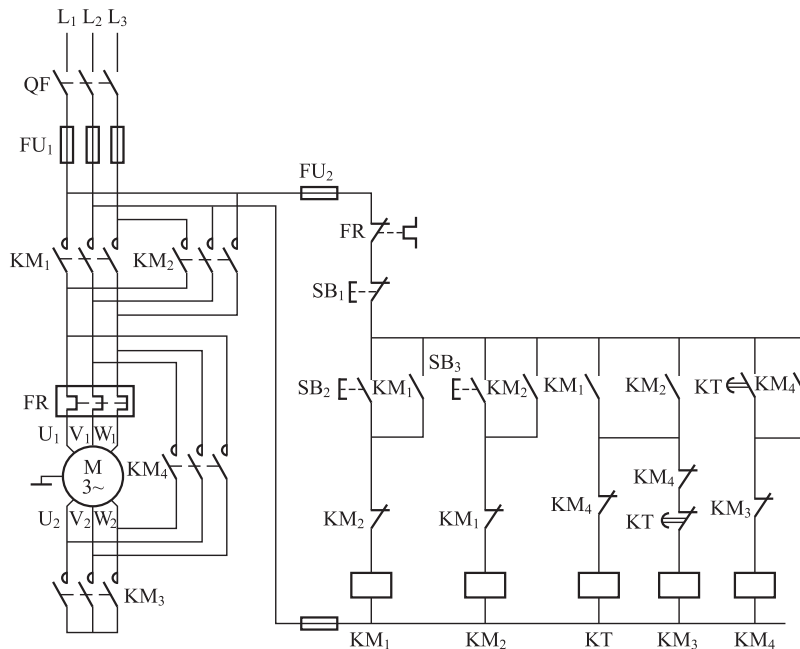 L₁ L₂ L₃
QF
FU₁
FU₂
FR
KM₁
KM₂
SB₁
SB₃
SB₂
KM₁
KM₂
KM₁
KM₂
KT
KM₄
FR
U₁ V₁ W₁
M
3~
KM₄
U₂ V₂ W₂
KM₄
KM₂
KM₁
KM₄
KT
KM₃
KM₃
KM₁
KM₂
KT
KM₃
KM₄